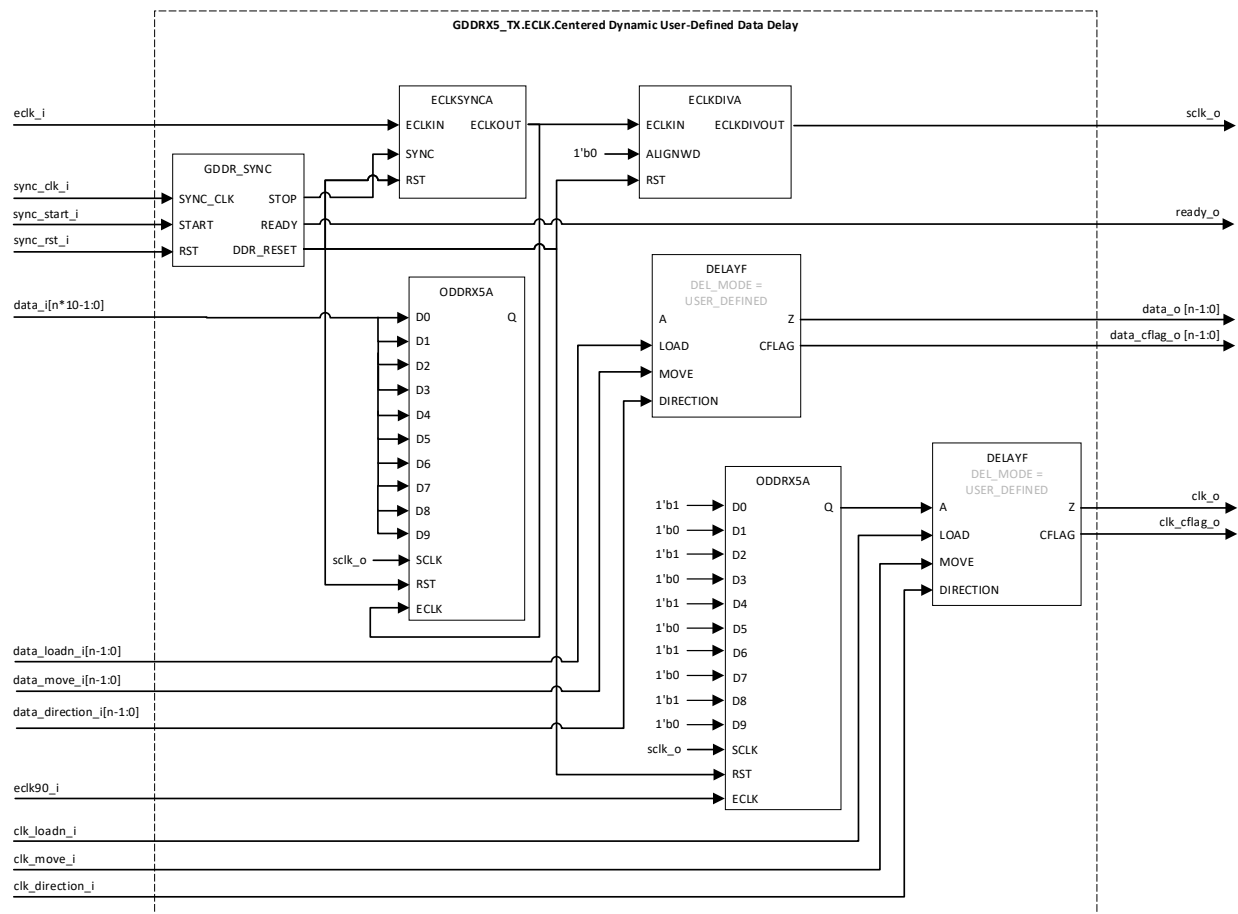 GDDRX5_TX.ECLK.Centered Dynamic User-Defined Data Delay
eclk_i
ECLKSYNCA
ECLKIN ECLKOUT
SYNC
RST
ECLKDIVA
ECLKIN ECLKDIVOUT
1'b0 ALIGNWD
RST
sclk_o
sync_clk_i
sync_start_i
sync_rst_i
GDDR_SYNC
SYNC_CLK STOP
START READY
RST DDR_RESET
ready_o
data_i[n*10-1:0]
ODDRX5A
D0 Q
D1
D2
D3
D4
D5
D6
D7
D8
D9
sclk_o SCLK
RST
ECLK
DELAYF
DEL_MODE =
USER_DEFINED
A Z
LOAD CFLAG
MOVE
DIRECTION
data_o [n-1:0]
data_cflag_o [n-1:0]
data_loadn_i[n-1:0]
data_move_i[n-1:0]
data_direction_i[n-1:0]
ODDRX5A
1'b1 D0 Q
1'b0 D1
1'b1 D2
1'b0 D3
1'b1 D4
1'b0 D5
1'b1 D6
1'b0 D7
1'b1 D8
1'b0 D9
sclk_o SCLK
RST
ECLK
DELAYF
DEL_MODE =
USER_DEFINED
A Z
LOAD CFLAG
MOVE
DIRECTION
clk_o
clk_cflag_o
eclk90_i
clk_loadn_i
clk_move_i
clk_direction_i